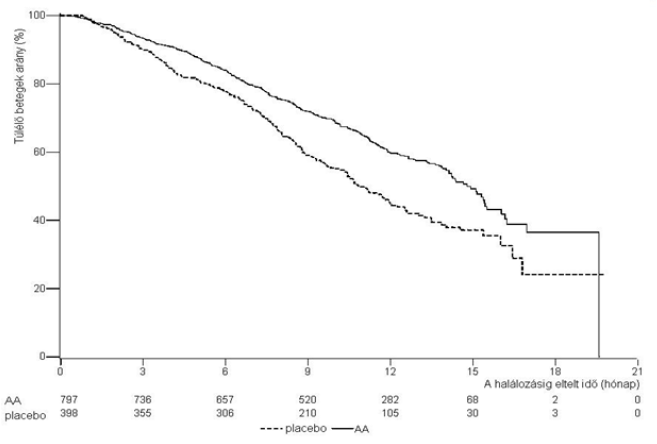 Túlélő betegek arány (%)
100
80
60
40
20
0
0 3 6 9 12 15 18 21
A halálozásig eltelt idő (hónap)
AA 797 736 657 520 282 68 2 0
placebo 398 355 306 210 105 30 3 0
placebo AA